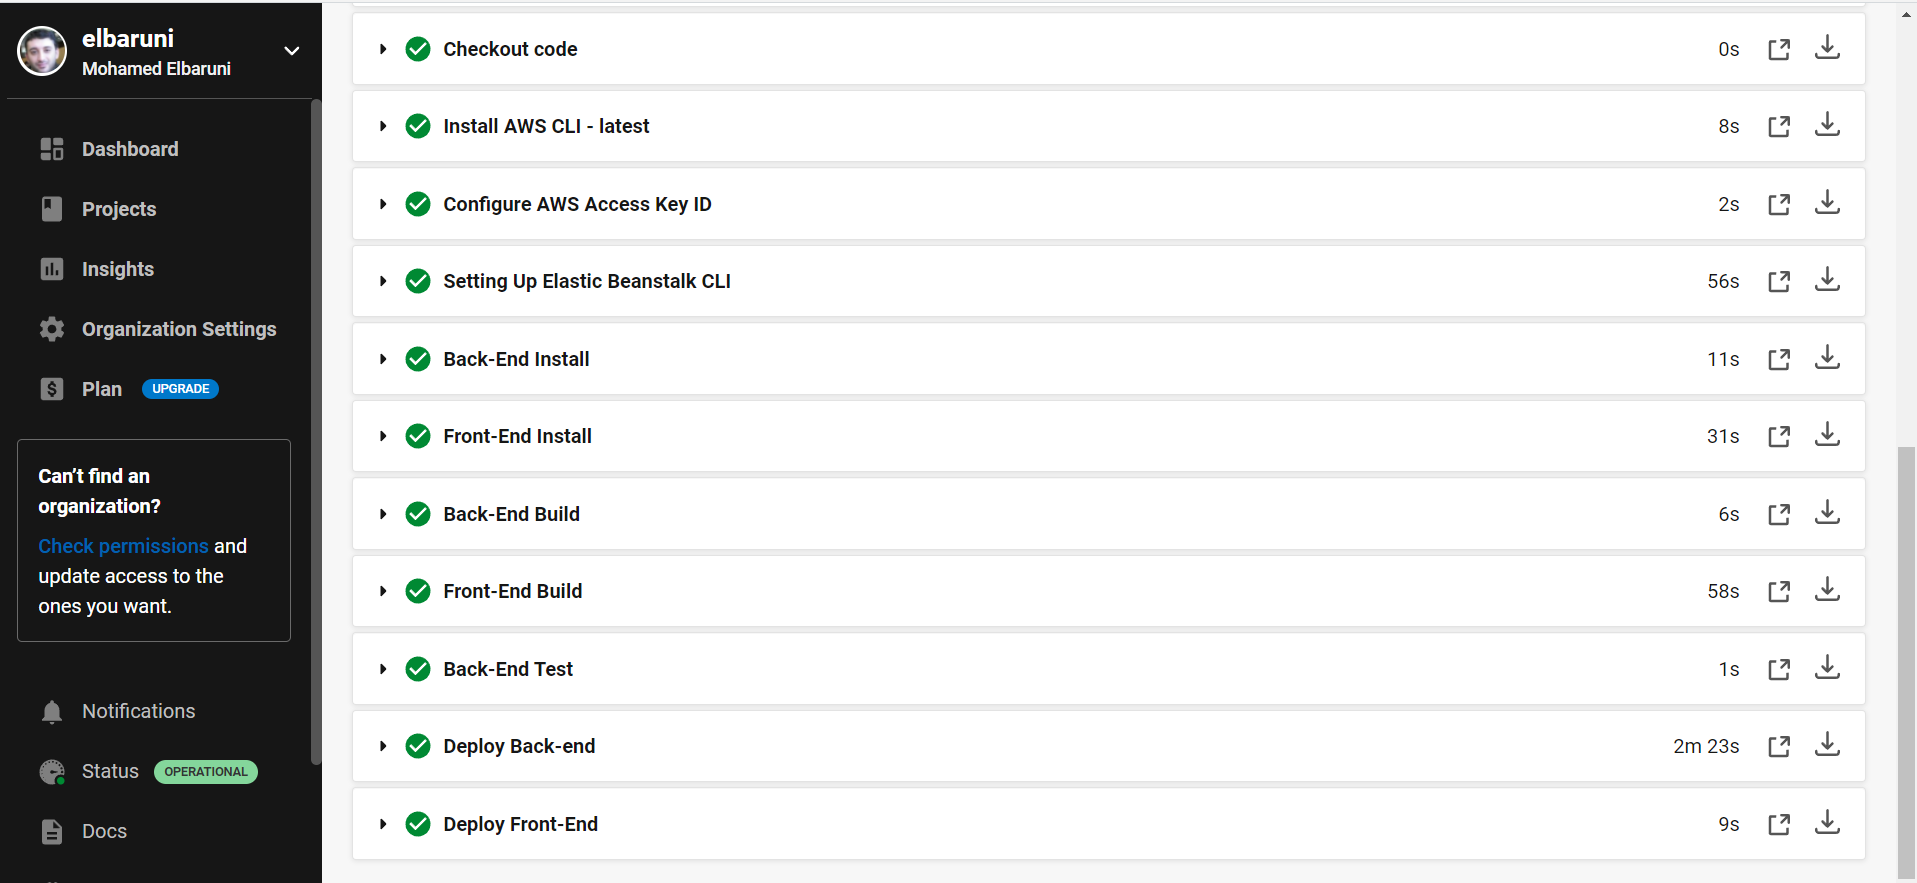 elbaruni
Mohamed Elbaruni
Dashboard
Projects
Insights
Organization Settings
Plan UPGRADE
Can’t find an
organization?
Check permissions and
update access to the
ones you want.
Notifications
Status OPERATIONAL
Docs
Checkout code 0s
Install AWS CLI - latest 8s
Configure AWS Access Key ID 2s
Setting Up Elastic Beanstalk CLI 56s
Back-End Install 11s
Front-End Install 31s
Back-End Build 6s
Front-End Build 58s
Back-End Test 1s
Deploy Back-end 2m 23s
Deploy Front-End 9s